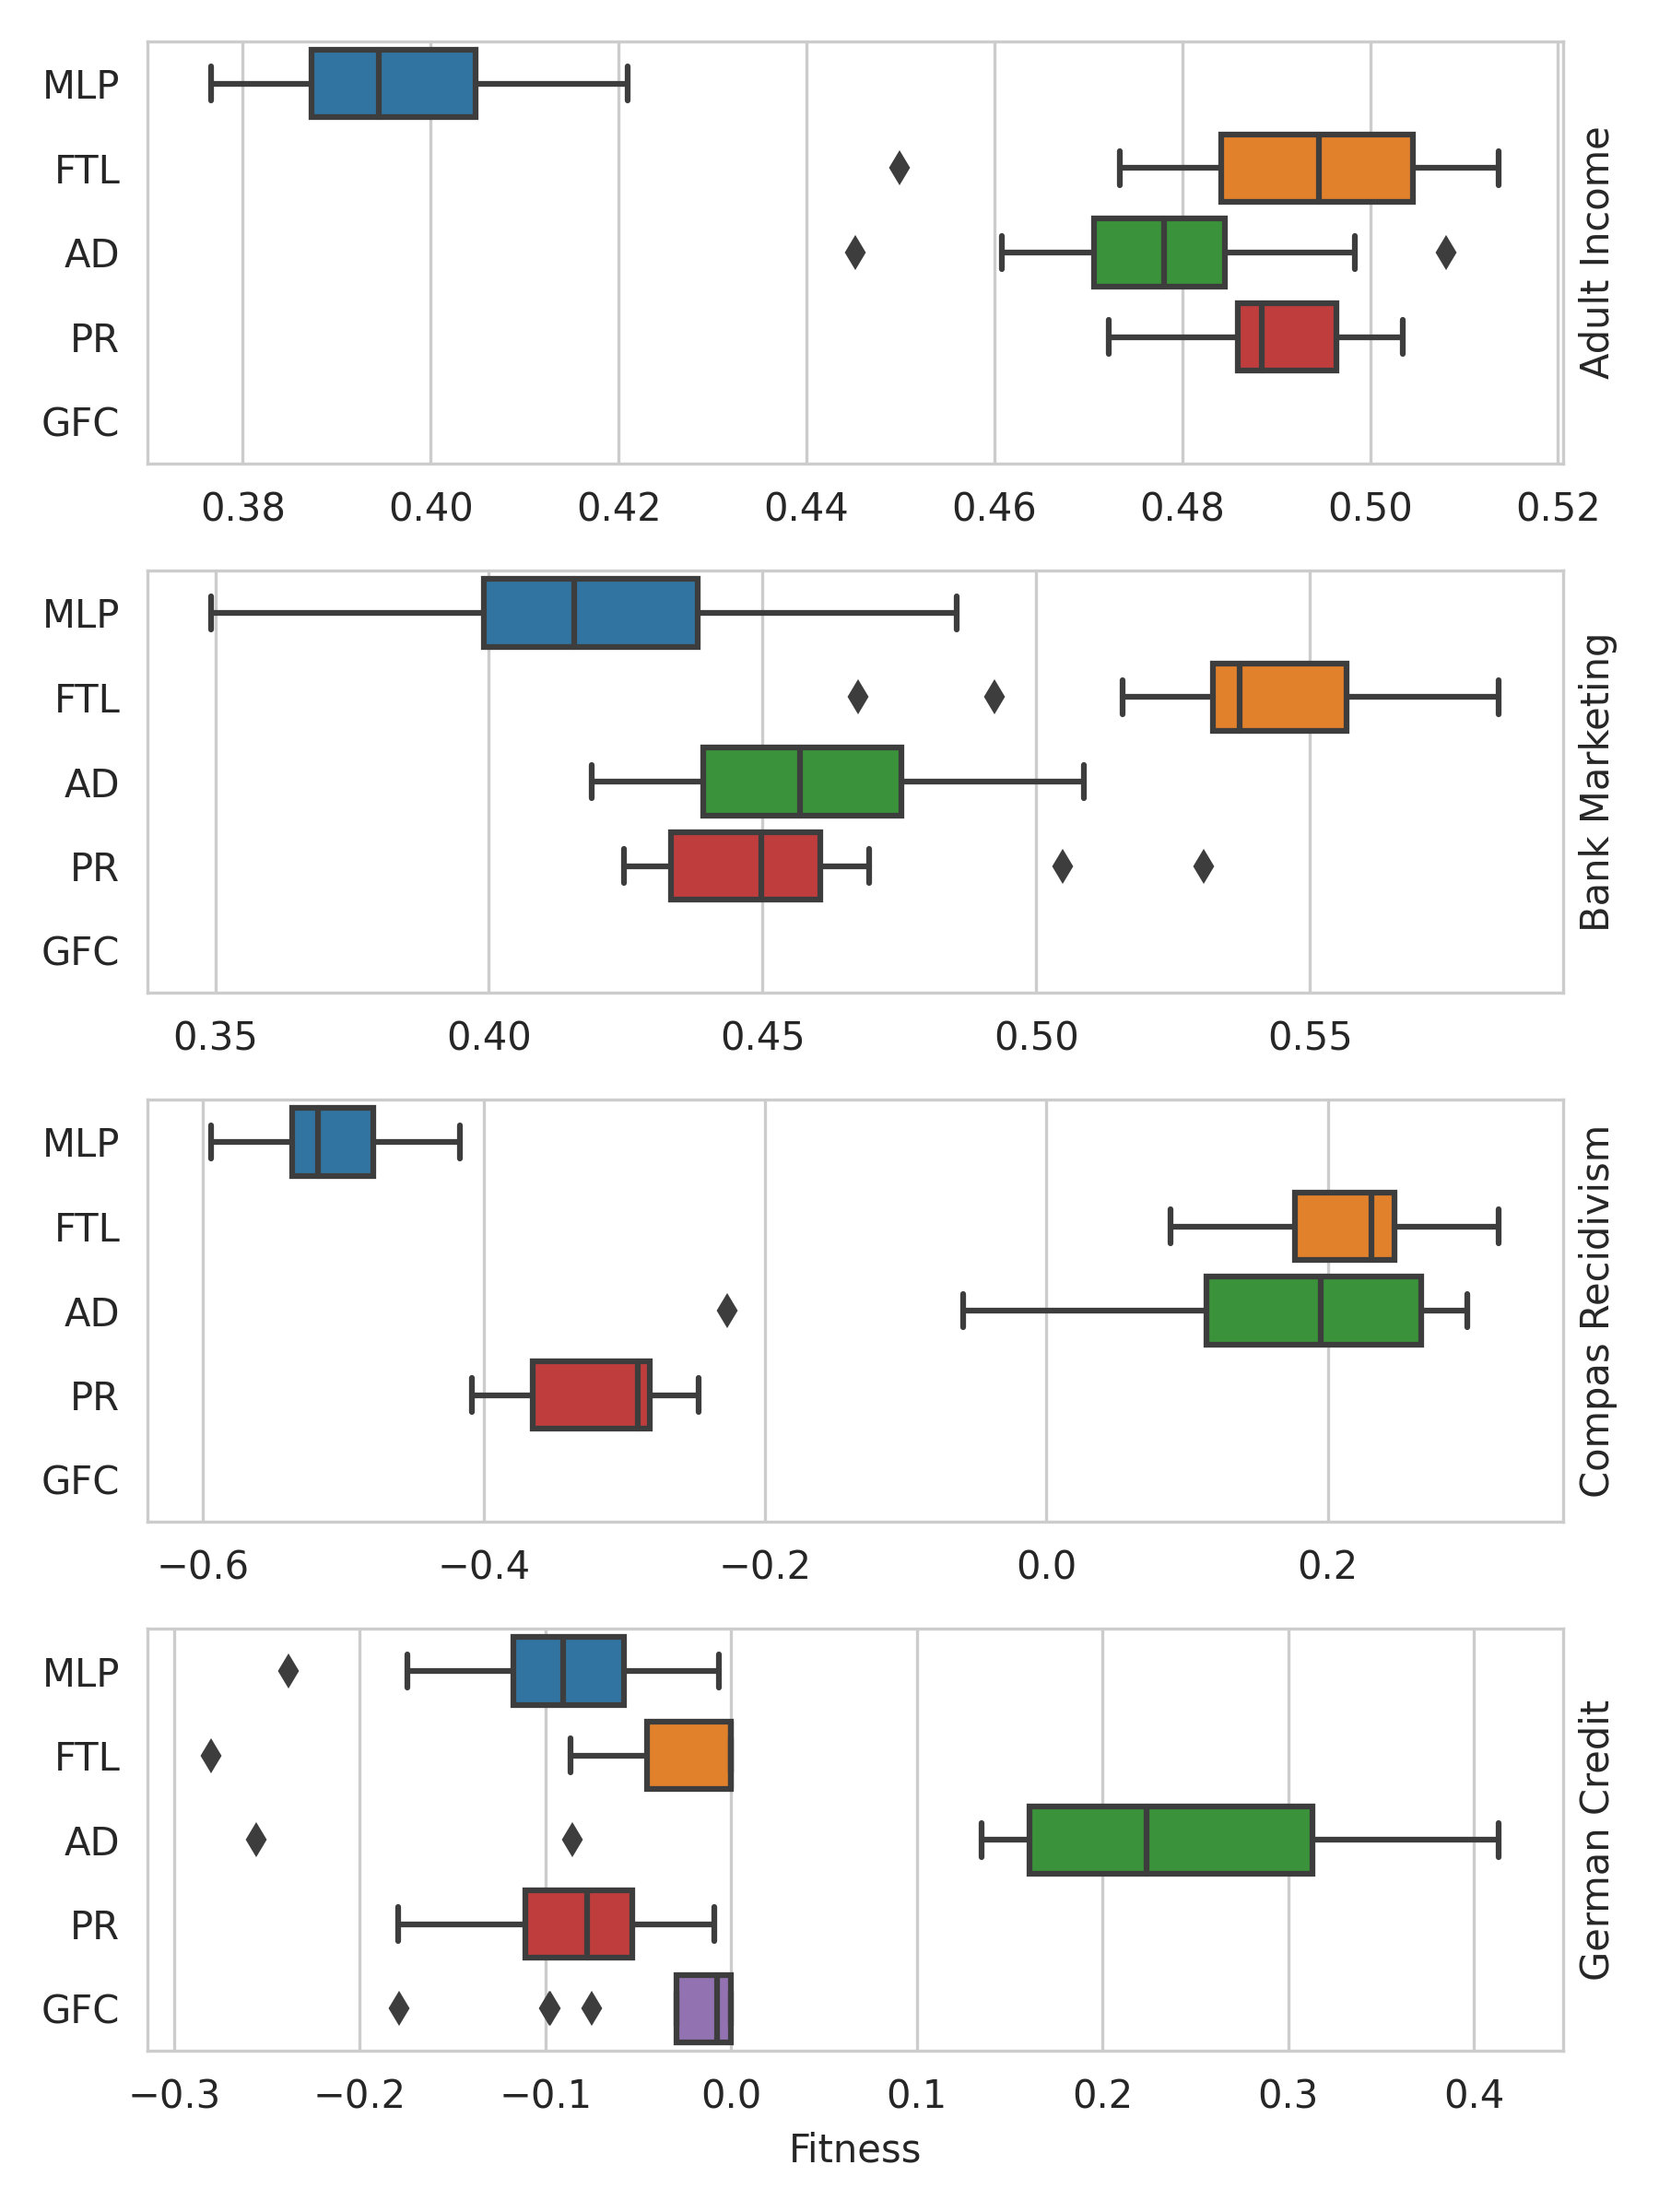 MLP
FTL
AD
PR
GFC
0.38 0.40 0.42 0.44 0.46 0.48 0.50 0.52
Adult Income
MLP
FTL
AD
PR
GFC
0.35 0.40 0.45 0.50 0.55
Bank Marketing
MLP
FTL
AD
PR
GFC
−0.6 −0.4 −0.2 0.0 0.2
Compas Recidivism
MLP
FTL
AD
PR
GFC
−0.3 −0.2 −0.1 0.0 0.1 0.2 0.3 0.4
German Credit
Fitness